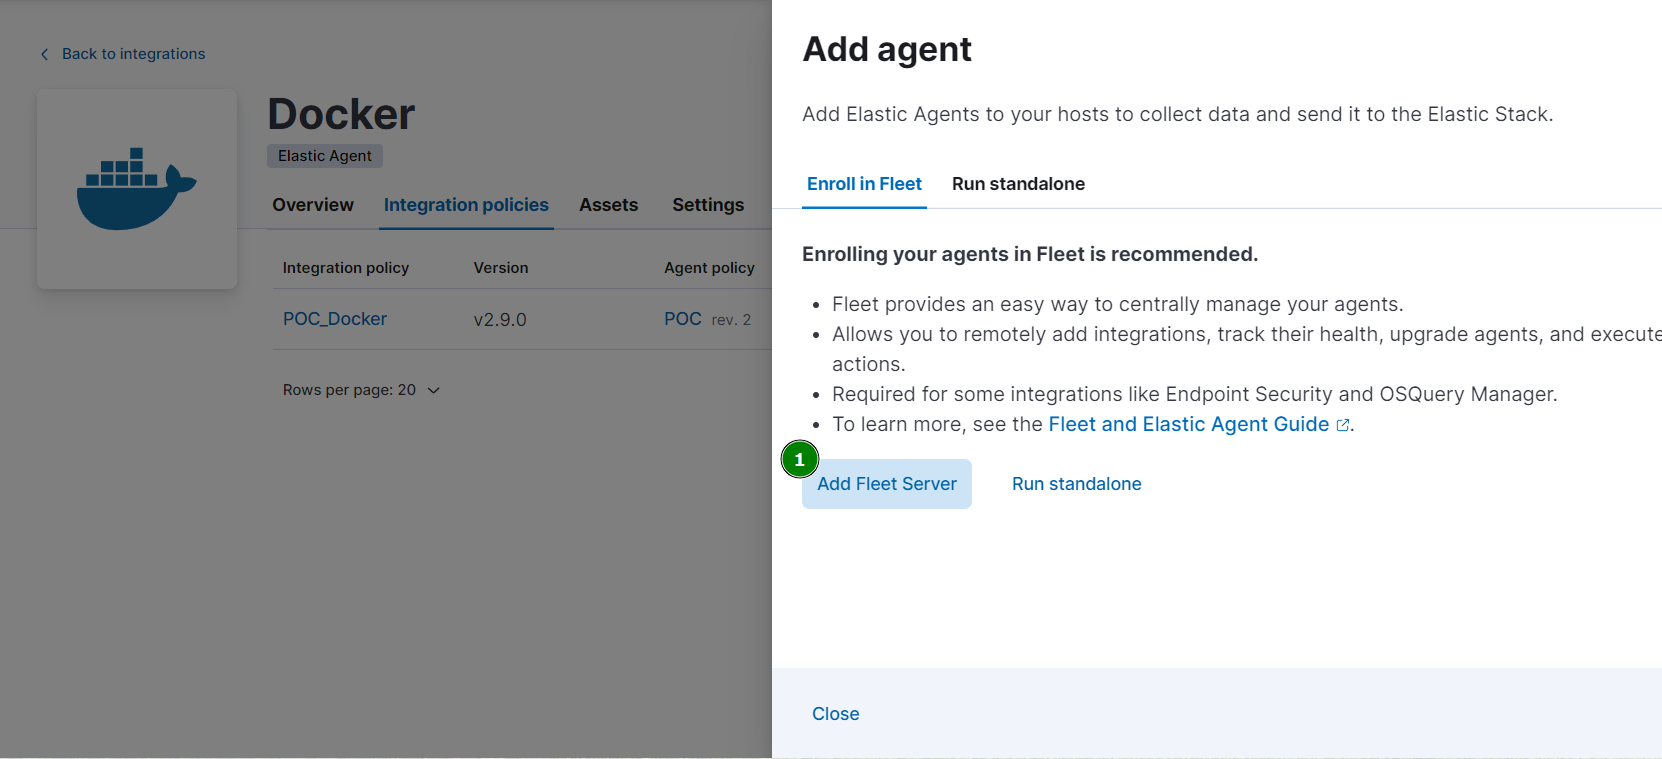 Back to integrations
Docker
Elastic Agent
Overview Integration policies Assets Settings
Integration policy Version Agent policy
POC_Docker v2.9.0 POC rev. 2
Rows per page: 20
Add agent
Add Elastic Agents to your hosts to collect data and send it to the Elastic Stack.
Enroll in Fleet Run standalone
Enrolling your agents in Fleet is recommended.
• Fleet provides an easy way to centrally manage your agents.
• Allows you to remotely add integrations, track their health, upgrade agents, and execute
actions.
• Required for some integrations like Endpoint Security and OSQuery Manager.
• To learn more, see the Fleet and Elastic Agent Guide.
1
Add Fleet Server Run standalone
Close